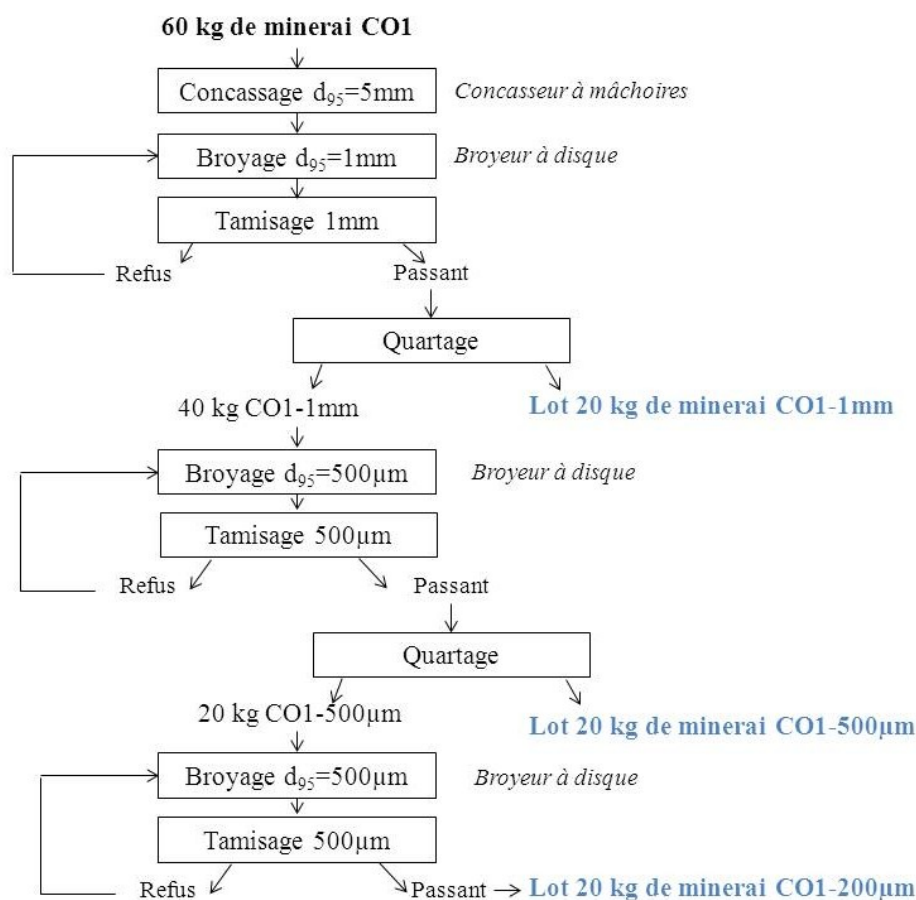 60 kg de minerai CO1
Concassage d₉₅=5mm
Concasseur à mâchoires
Broyage d₉₅=1mm
Broyeur à disque
Tamisage 1mm
Refus
Passant
Quartage
40 kg CO1-1mm
Lot 20 kg de minerai CO1-1mm
Broyage d₉₅=500µm
Broyeur à disque
Tamisage 500µm
Refus
Passant
Quartage
20 kg CO1-500µm
Lot 20 kg de minerai CO1-500µm
Broyage d₉₅=500µm
Broyeur à disque
Tamisage 500µm
Refus
Passant
Lot 20 kg de minerai CO1-200µm